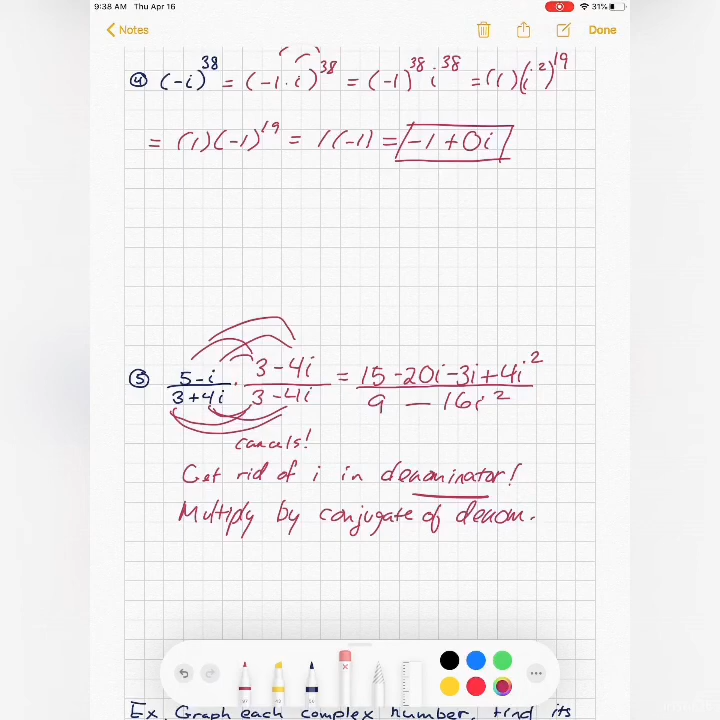 9:38 AM Thu Apr 16
31%
Notes
Done
④ (-i)^38 = (-1 · i)^38 = (-1)^38 i^38 = (1)(i^2)^19
= (1)(-1)^19 = 1(-1) = -1 + 0i
⑤ (5-i)/(3+4i) · (3-4i)/(3-4i) = (15 -20i -3i +4i^2)/(9 - 16i^2)
cancels!
Get rid of i in denominator!
Multiply by conjugate of denom.
Ex. Graph each complex number, find its